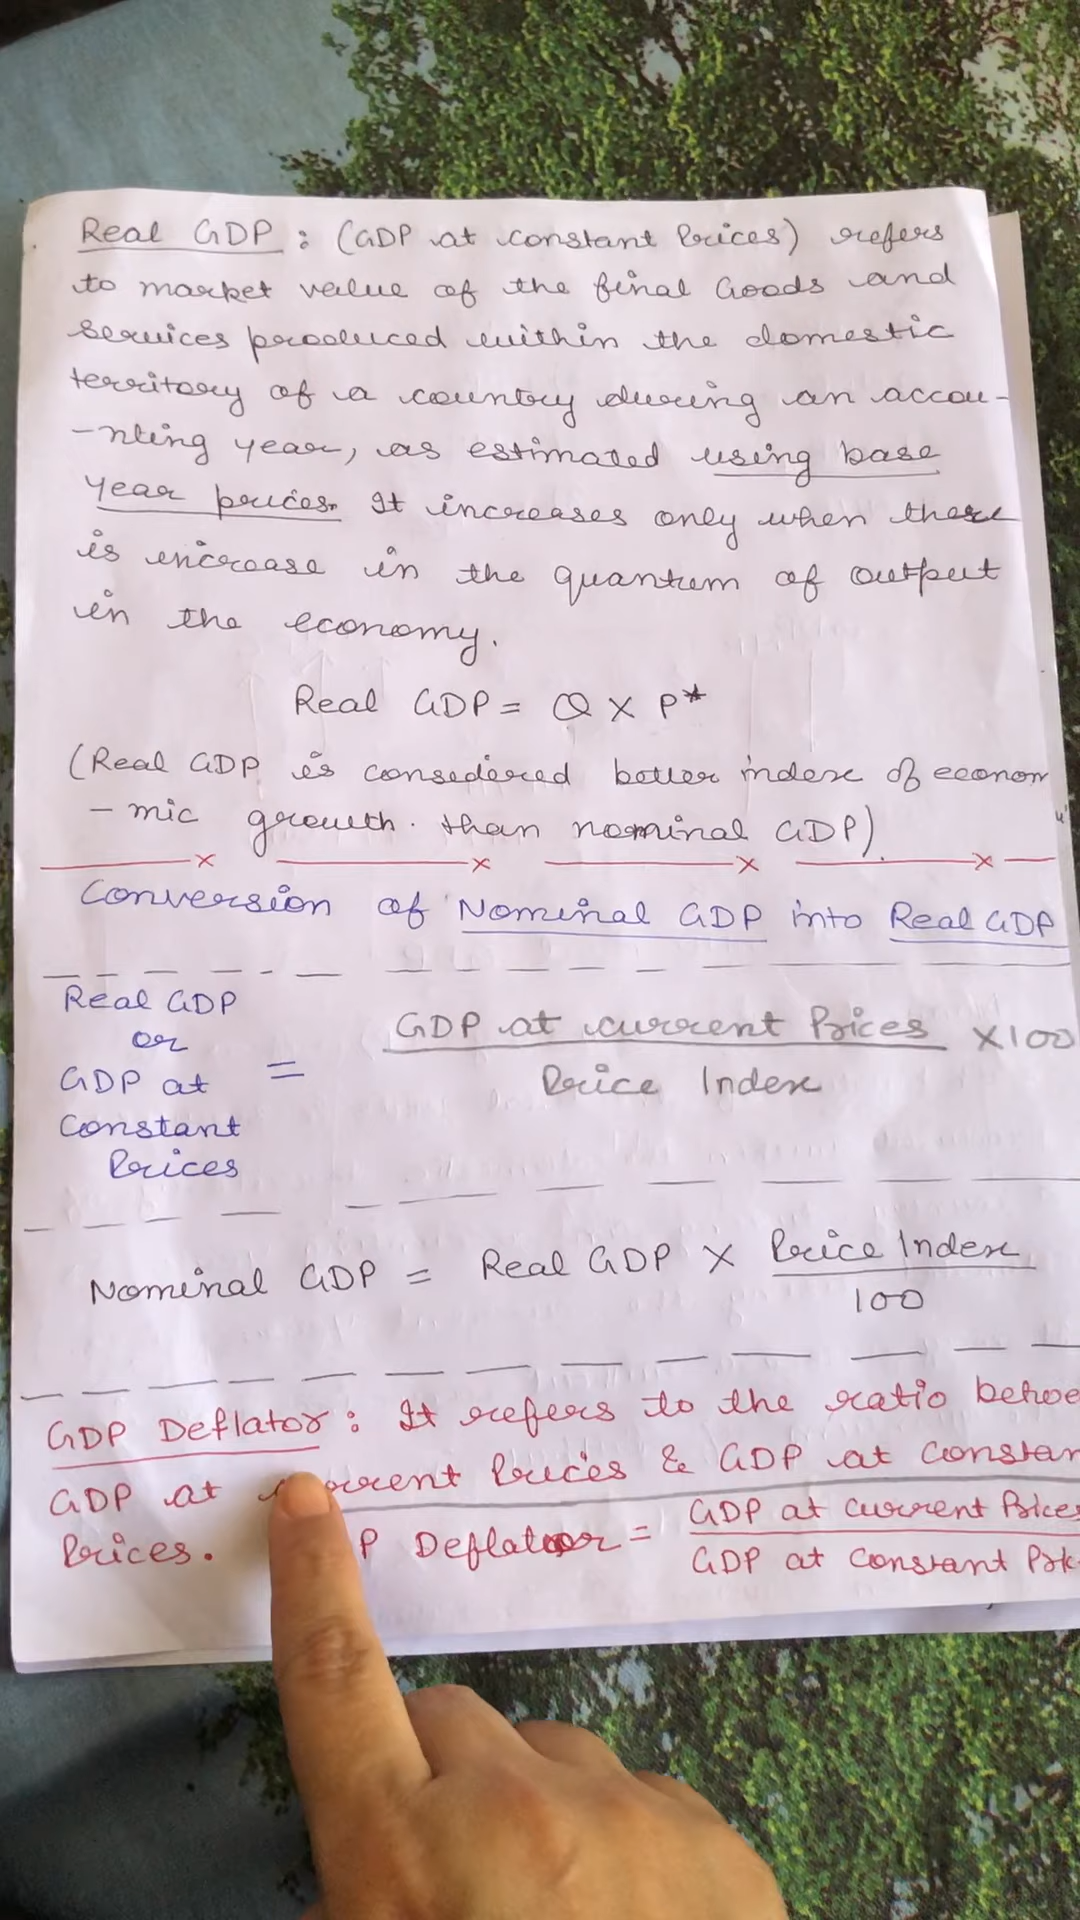 Real GDP : (GDP at constant Prices) refers
to market value of the final Goods and
services produced within the domestic
territory of a country during an accou-
-nting year, as estimated using base
year prices. It increases only when there
is increase in the quantum of output
in the economy.
Real GDP = Q X P*
(Real GDP is considered better index of econom
- mic growth. than nominal GDP).
Conversion of Nominal GDP into Real GDP
Real GDP
or
GDP at
Constant
Prices
=
GDP at current Prices X100
Price Index
Nominal GDP = Real GDP X Price Index
100
GDP Deflator : It refers to the ratio betwe
GDP at current Prices & GDP at constan
Prices. P Deflator = GDP at current Prices
GDP at constant